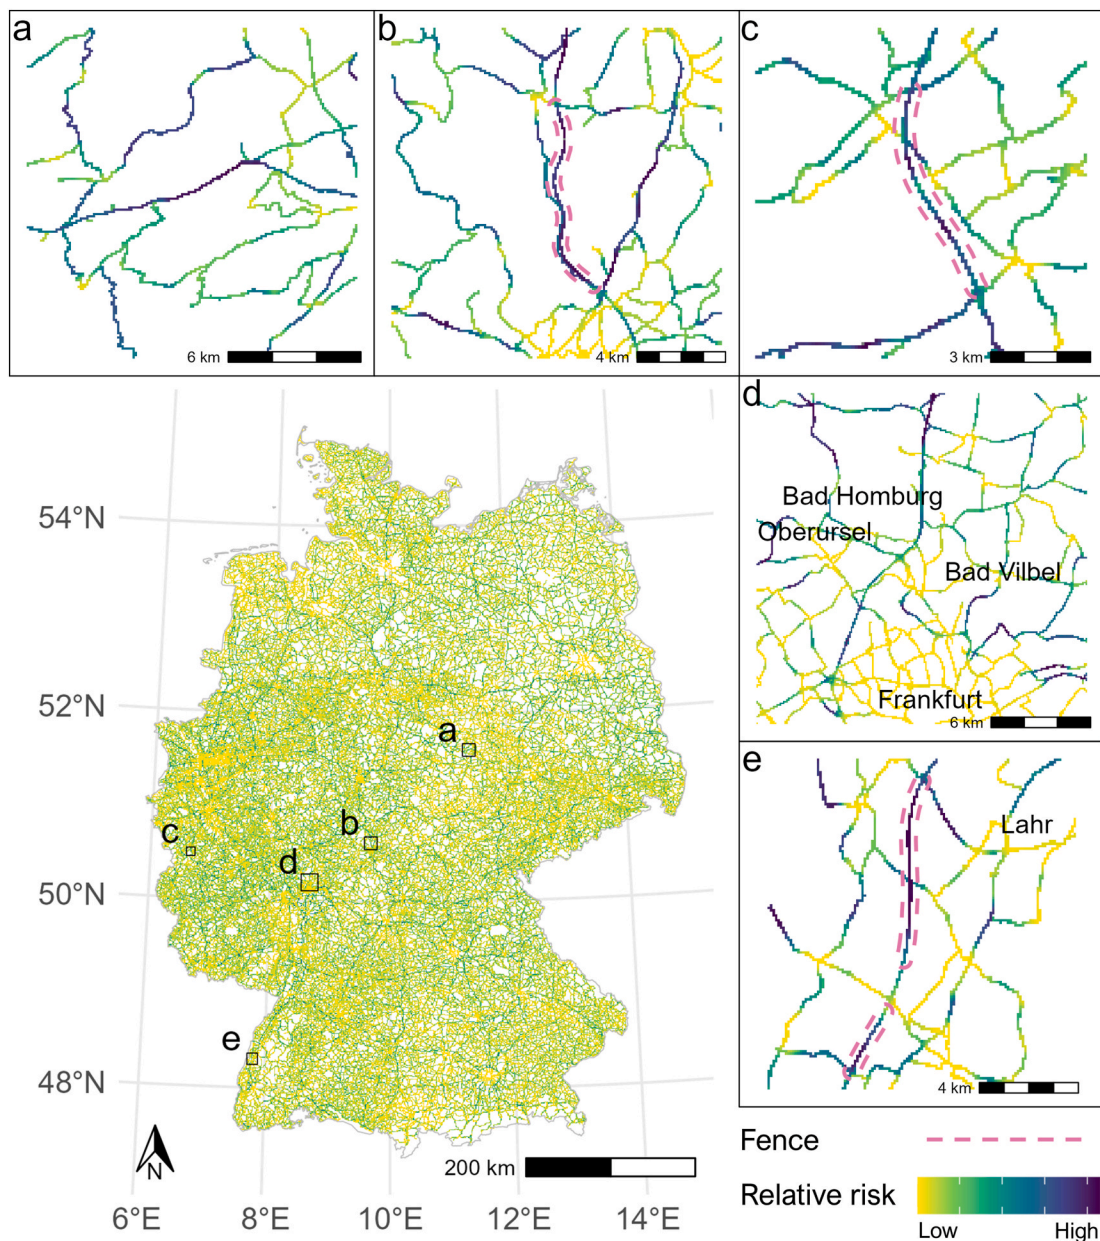 a
b
c
6 km
4 km
3 km
d
Bad Homburg
Oberursel
Bad Vilbel
Frankfurt
6 km
54°N
52°N
50°N
48°N
a
b
c
d
e
N
200 km
6°E
8°E
10°E
12°E
14°E
e
Lahr
4 km
Fence
Relative risk
Low
High